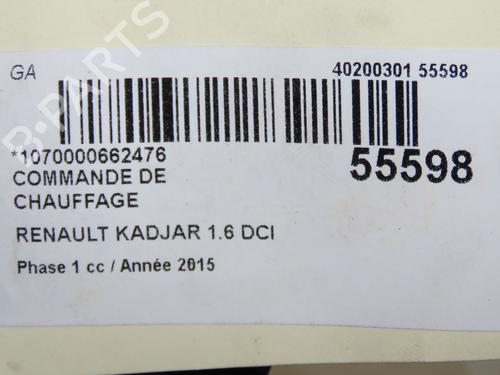 GA
40200301 55598
*1070000662476
55598
COMMANDE DE
CHAUFFAGE
RENAULT KADJAR 1.6 DCI
Phase 1 cc / Année 2015
B-PARTS